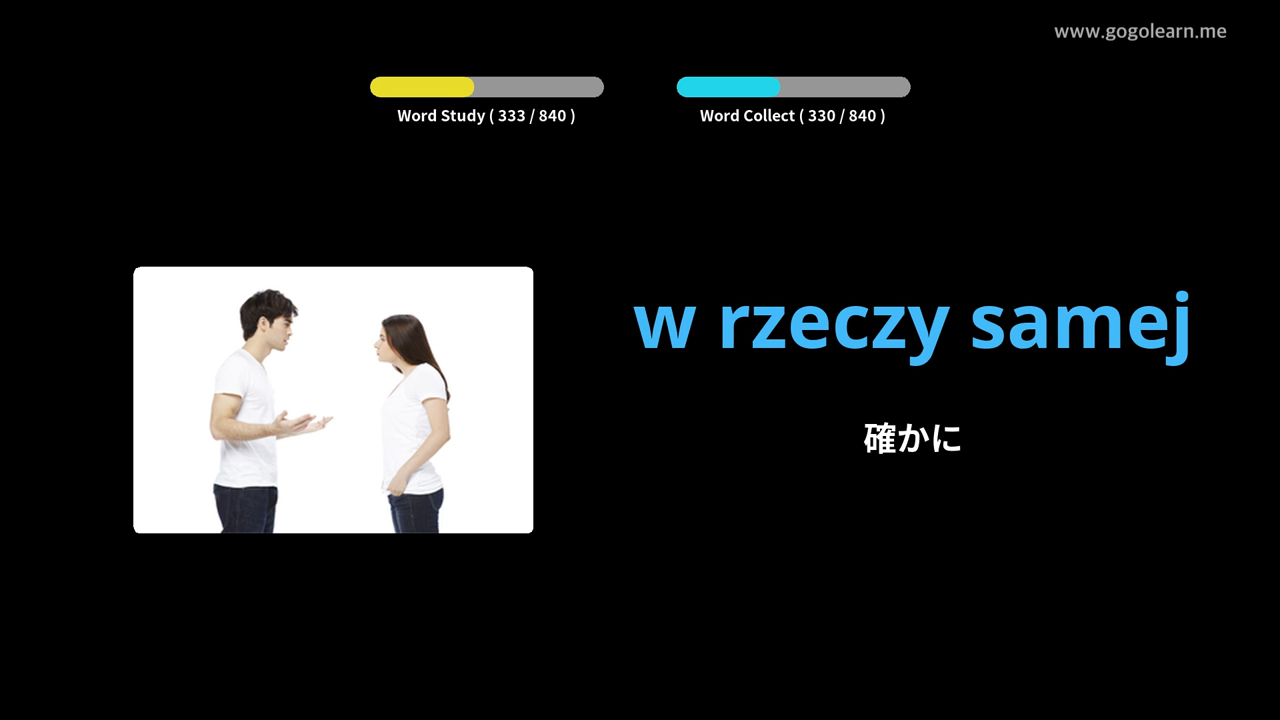 www.gogolearn.me
Word Study ( 333 / 840 )
Word Collect ( 330 / 840 )
w rzeczy samej
確かに